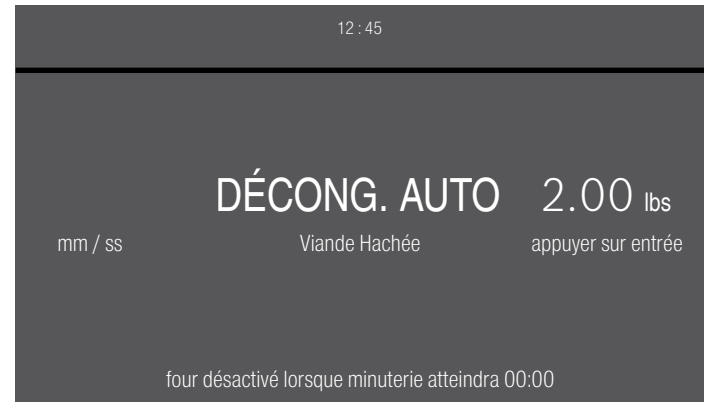 12 : 45
DÉCONG. AUTO 2.00 lbs
mm / ss Viande Hachée appuyer sur entrée
four désactivé lorsque minuterie atteindra 00:00